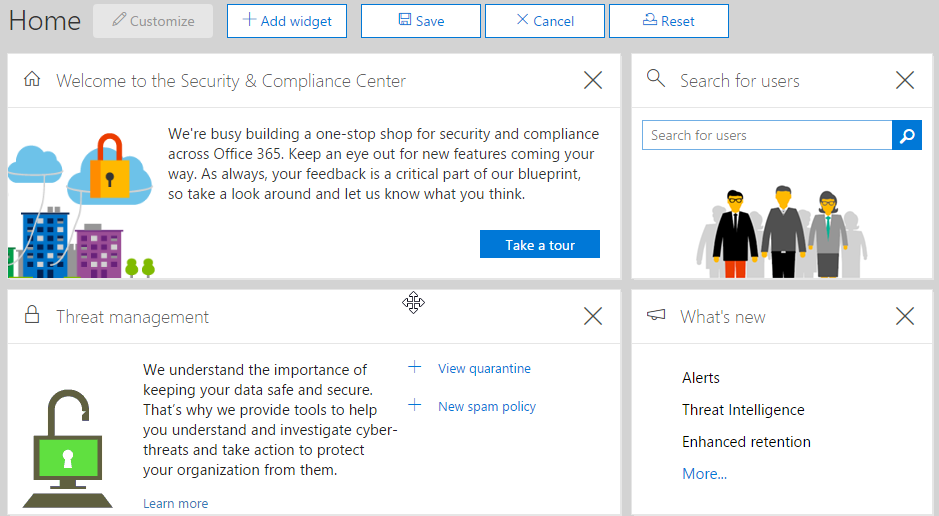 Home
Customize
Add widget
Save
Cancel
Reset
Welcome to the Security & Compliance Center
We're busy building a one-stop shop for security and compliance
across Office 365. Keep an eye out for new features coming your
way. As always, your feedback is a critical part of our blueprint,
so take a look around and let us know what you think.
Take a tour
Search for users
Search for users
Threat management
We understand the importance of
keeping your data safe and secure.
That's why we provide tools to help
you understand and investigate cyber-
threats and take action to protect
your organization from them.
Learn more
View quarantine
New spam policy
What's new
Alerts
Threat Intelligence
Enhanced retention
More...